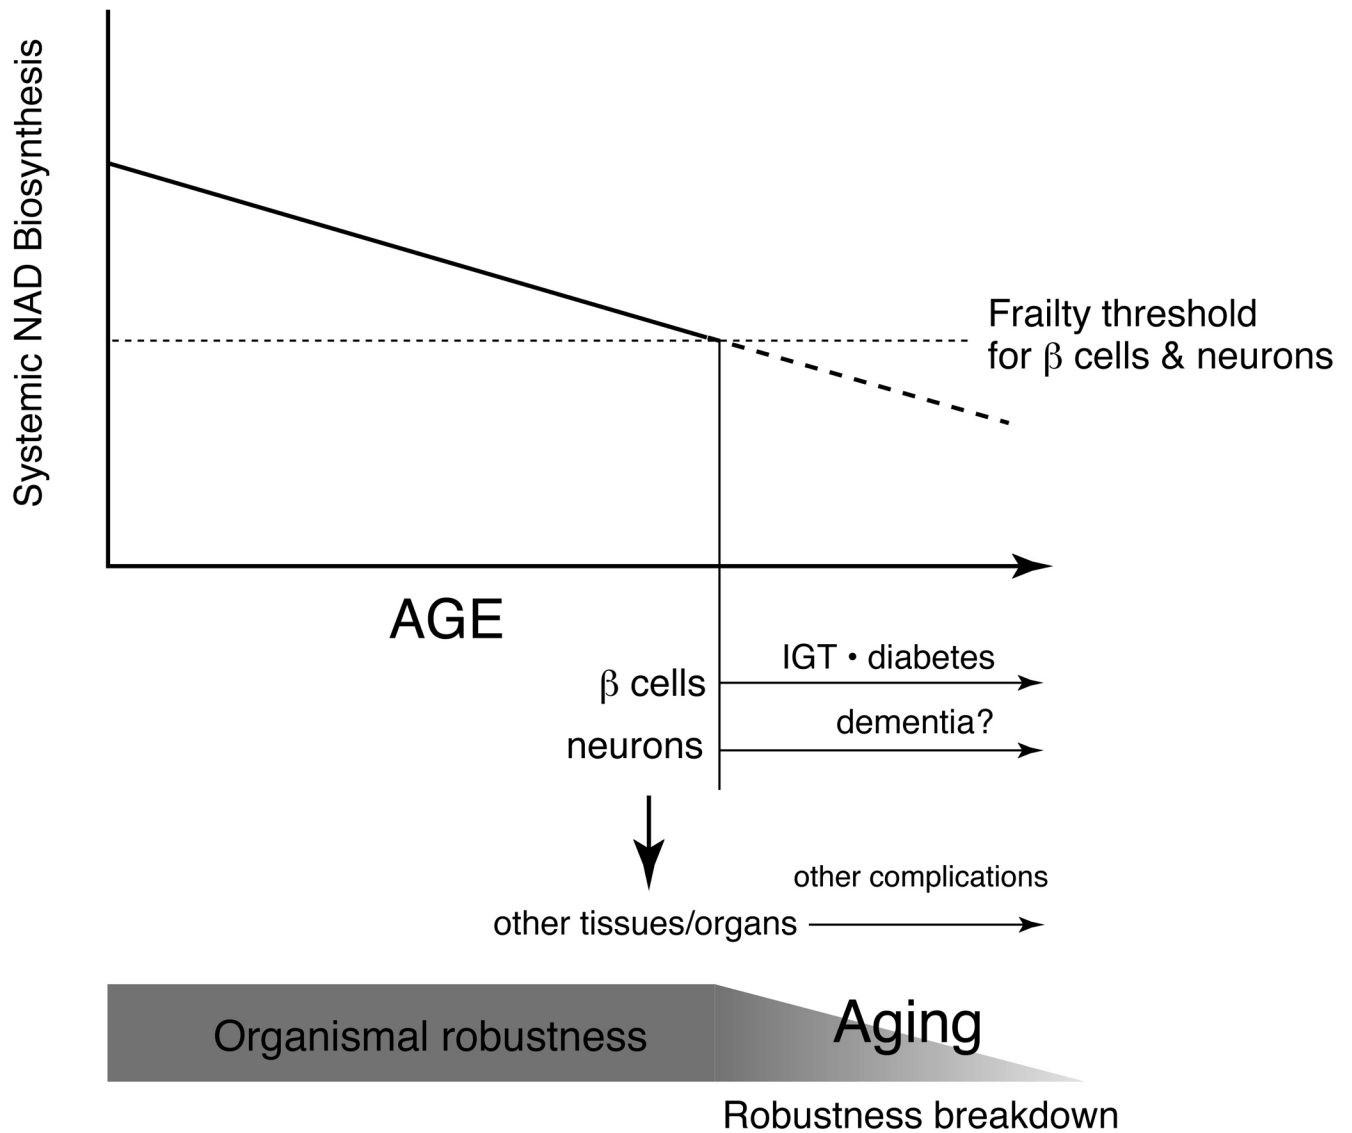 Systemic NAD Biosynthesis
Frailty threshold
for β cells & neurons
AGE
IGT • diabetes
β cells
dementia?
neurons
other complications
other tissues/organs
Organismal robustness
Aging
Robustness breakdown